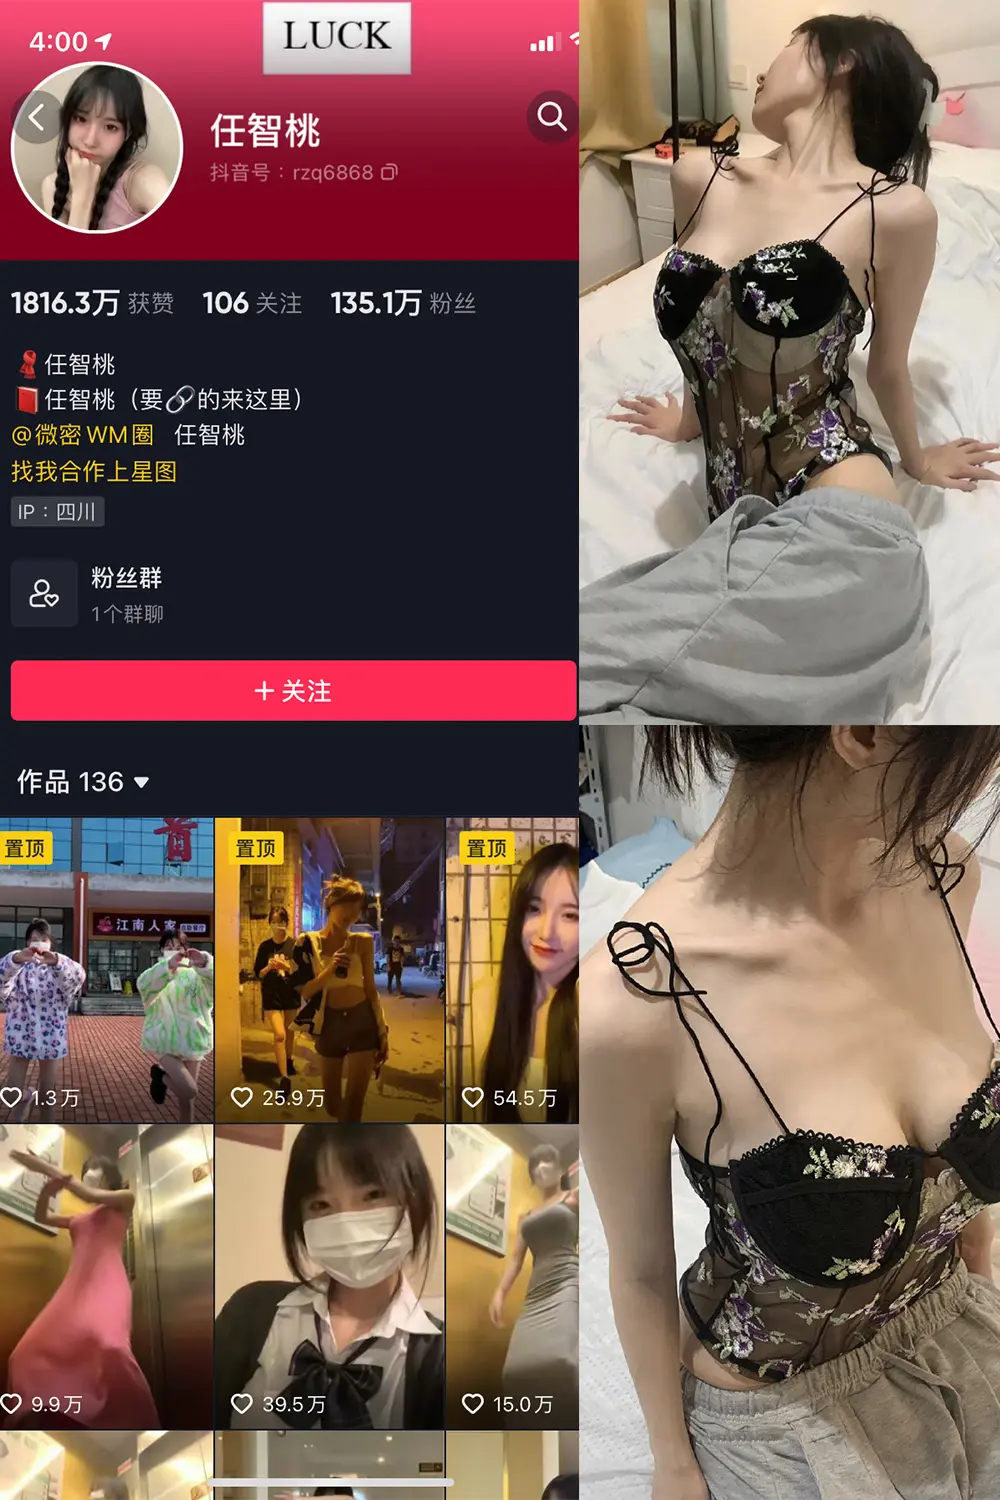 4:00
LUCK
任智桃
抖音号：rzq6868
1816.3万 获赞 106 关注 135.1万 粉丝
任智桃
任智桃（要🔗的来这里）
@微密WM圈 任智桃
找我合作上星图
IP：四川
粉丝群
1个群聊
+ 关注
作品 136
置顶
置顶
置顶
江南人家
1.3万
25.9万
54.5万
9.9万
39.5万
15.0万